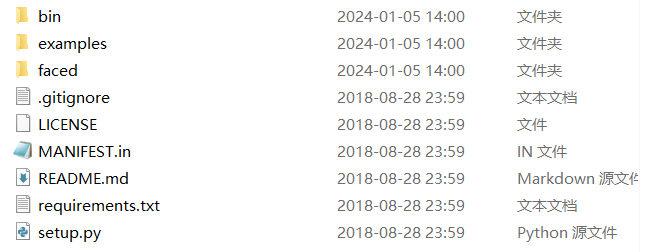 bin 2024-01-05 14:00 文件夹
examples 2024-01-05 14:00 文件夹
faced 2024-01-05 14:00 文件夹
.gitignore 2018-08-28 23:59 文本文档
LICENSE 2018-08-28 23:59 文件
MANIFEST.in 2018-08-28 23:59 IN 文件
README.md 2018-08-28 23:59 Markdown 源文件
requirements.txt 2018-08-28 23:59 文本文档
setup.py 2018-08-28 23:59 Python 源文件